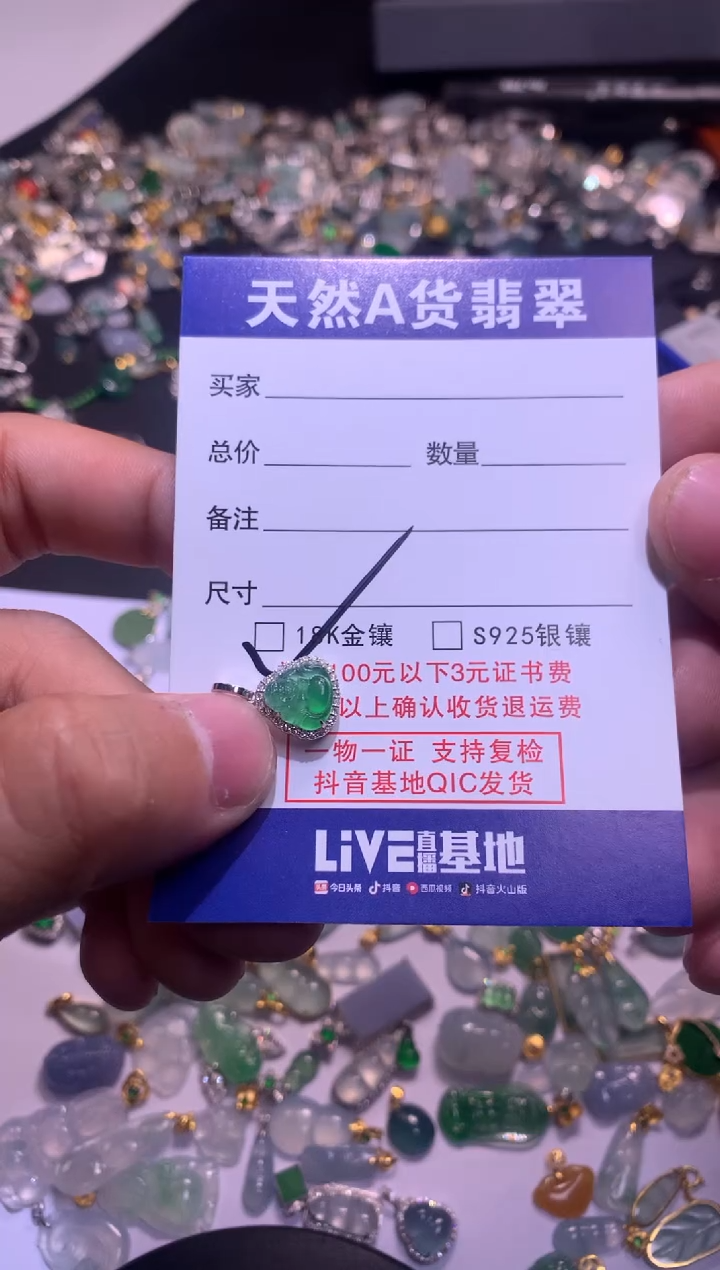 天然A货翡翠
买家
总价 数量
备注
尺寸
18K金镶 S925银镶
100元以下3元证书费
以上确认收货退运费
一物一证 支持复检
抖音基地QIC发货
LiVE直播基地
今日头条 抖音 西瓜视频 抖音火山版